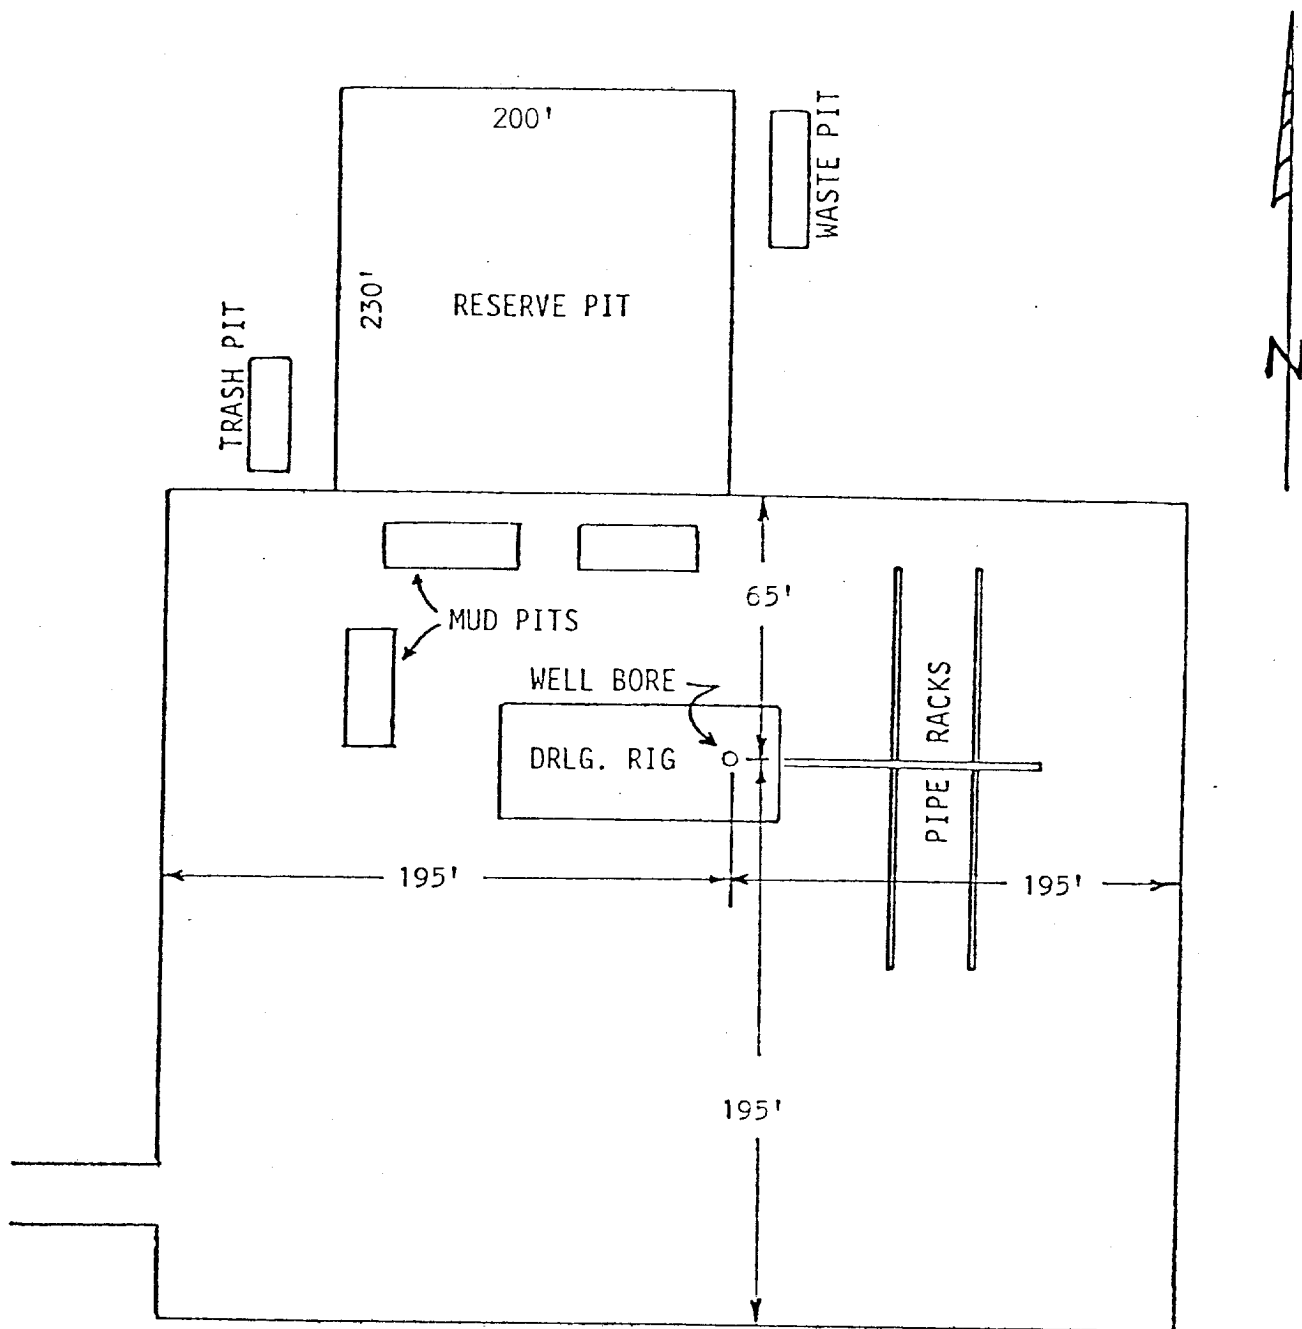 200'
WASTE PIT
230'
RESERVE PIT
TRASH PIT
N
65'
MUD PITS
WELL BORE
DRLG. RIG
PIPE RACKS
195'
195'
195'